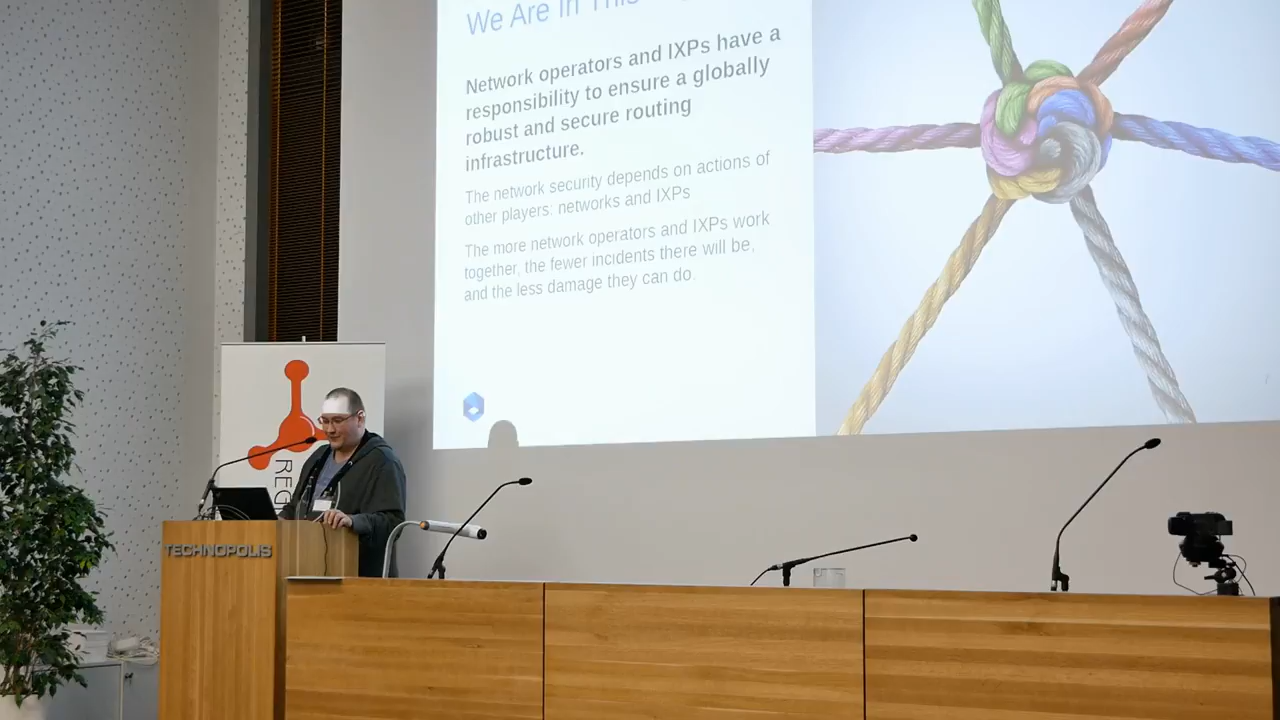 We Are In This
Network operators and IXPs have a
responsibility to ensure a globally
robust and secure routing
infrastructure.
The network security depends on actions of
other players: networks and IXPs
The more network operators and IXPs work
together, the fewer incidents there will be,
and the less damage they can do.
REG
TECHNOPOLIS